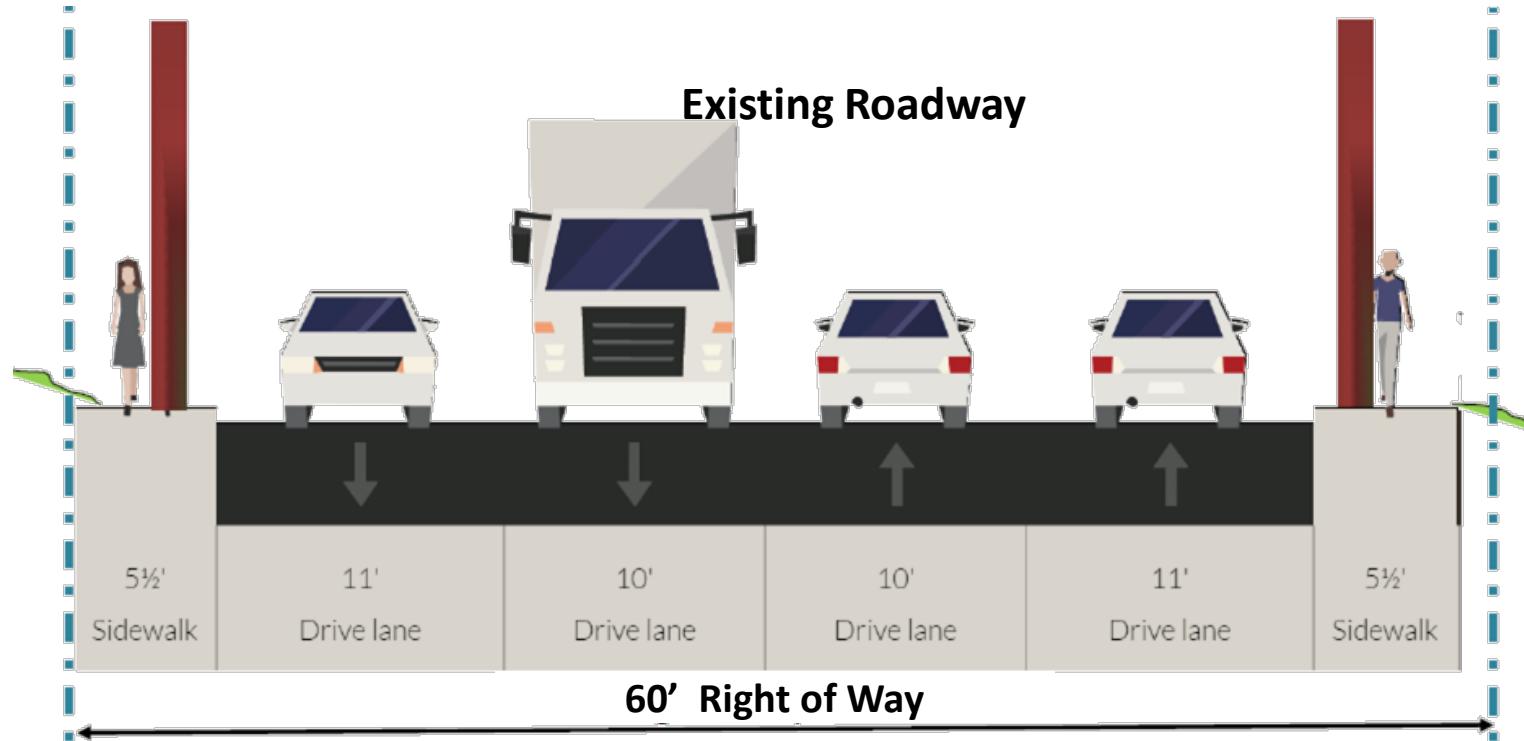 Existing Roadway
5½'
Sidewalk
11'
Drive lane
10'
Drive lane
10'
Drive lane
11'
Drive lane
5½'
Sidewalk
60’ Right of Way